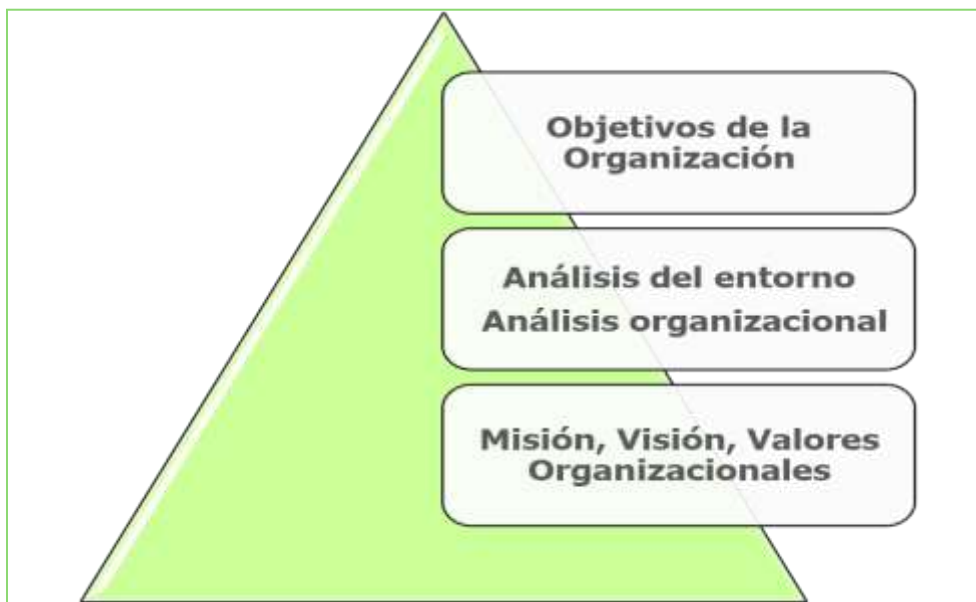 Objetivos de la
Organización
Análisis del entorno
Análisis organizacional
Misión, Visión, Valores
Organizacionales